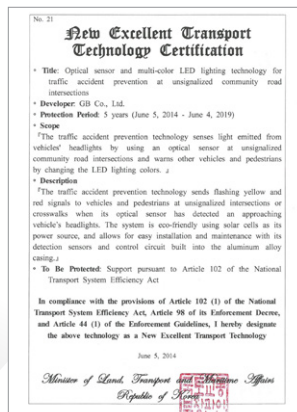 No. 21
New Excellent Transport
Technology Certification
* Title: Optical sensor and multi-color LED lighting technology for
traffic accident prevention at unsignalized community road
intersections
* Developer: GB Co., Ltd.
* Protection Period: 5 years (June 5, 2014 - June 4, 2019)
* Scope
『The traffic accident prevention technology senses light emitted from
vehicles' headlights by using an optical sensor at unsignalized
community road intersections and warns other vehicles and pedestrians
by changing the LED lighting colors. 』
* Description
『The traffic accident prevention technology sends flashing yellow and
red signals to vehicles and pedestrians at unsignalized intersections or
crosswalks when its optical sensor has detected an approaching
vehicle's headlights. The system is eco-friendly using solar cells as its
power source, and allows for easy installation and maintenance with its
detection sensors and control circuit built into the aluminum alloy
casing.』
* To Be Protected: Support pursuant to Article 102 of the National
Transport System Efficiency Act
In compliance with the provisions of Article 102 (1) of the National
Transport System Efficiency Act, Article 98 of its Enforcement Decree,
and Article 44 (1) of the Enforcement Guidelines, I hereby designate
the above technology as a New Excellent Transport Technology
June 5, 2014
Minister of Land, Transport and Maritime Affairs
Republic of Korea